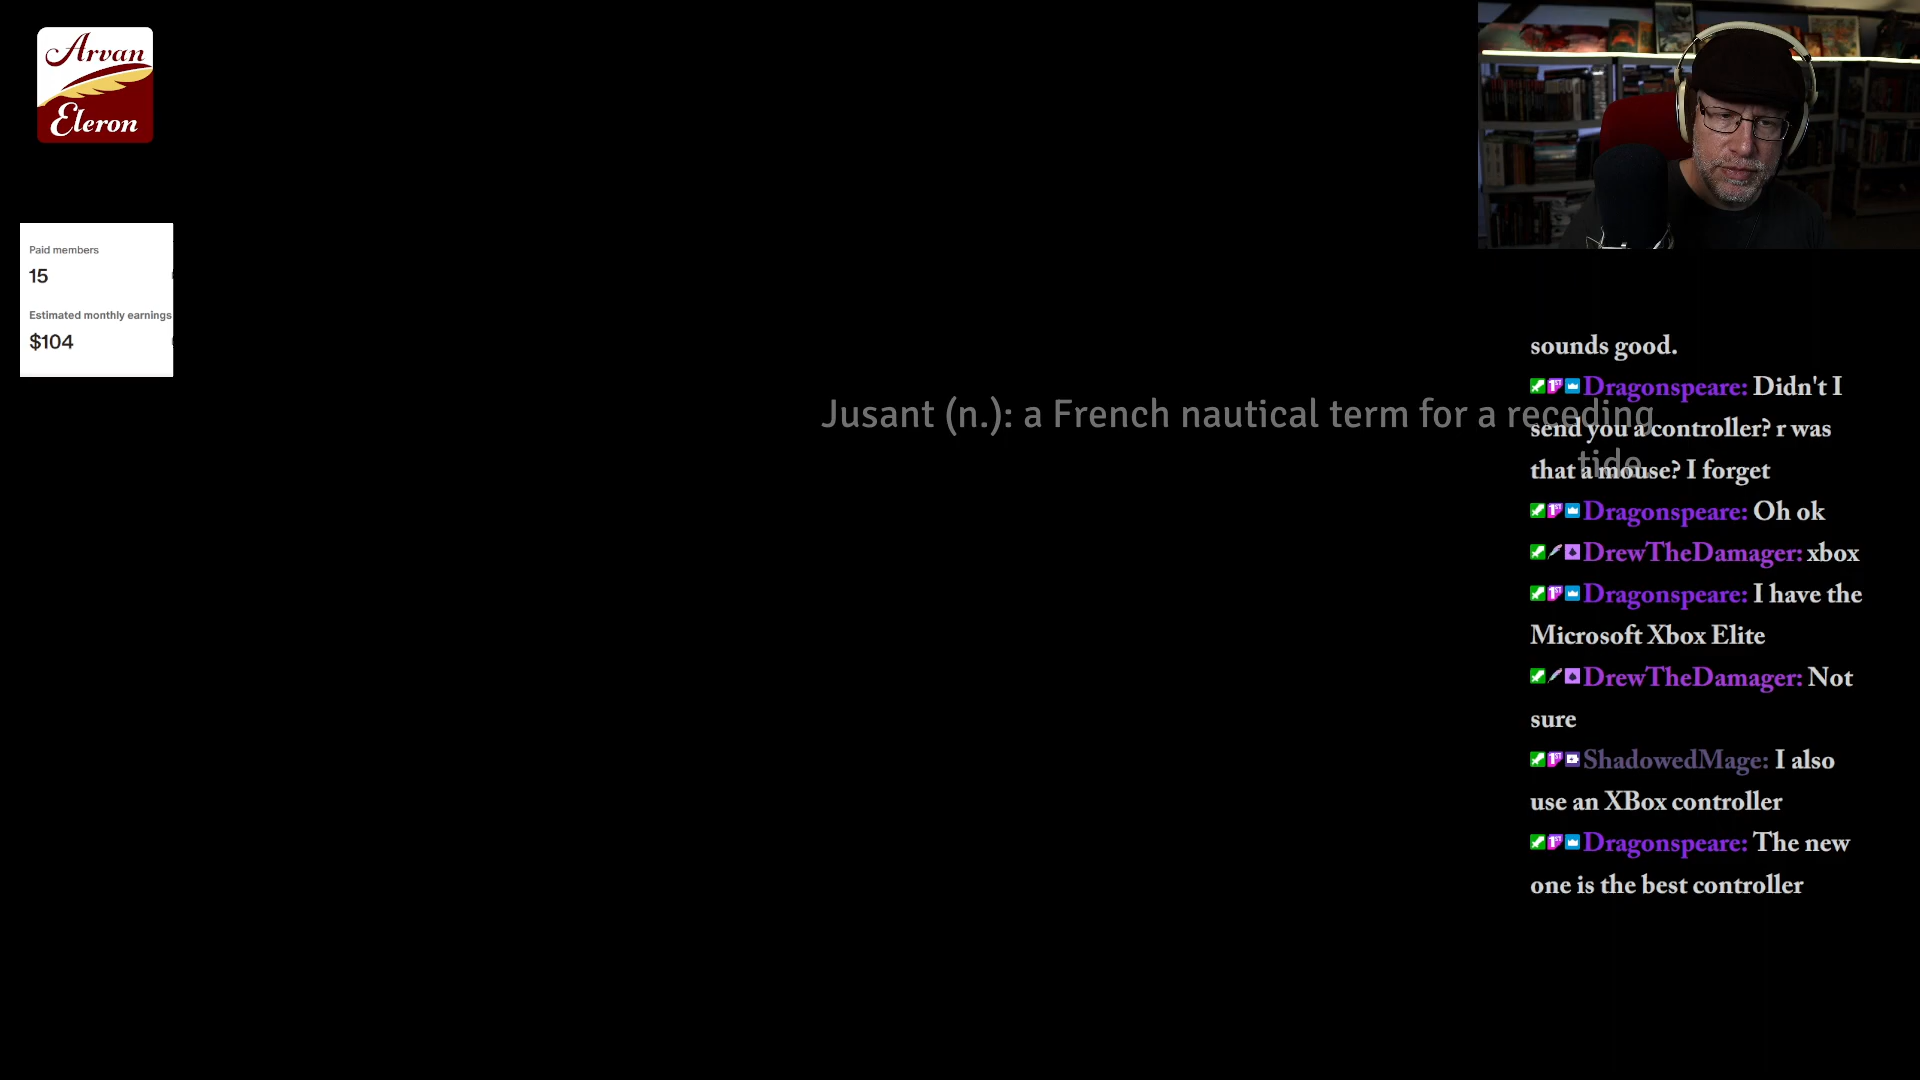 Arvan
Eleron
Paid members
15
Estimated monthly earnings
$104
Jusant (n.): a French nautical term for a receding
tide.
sounds good.
Dragonspeare: Didn't I
send you a controller? r was
that a mouse? I forget
Dragonspeare: Oh ok
DrewTheDamager: xbox
Dragonspeare: I have the
Microsoft Xbox Elite
DrewTheDamager: Not
sure
ShadowedMage: I also
use an XBox controller
Dragonspeare: The new
one is the best controller